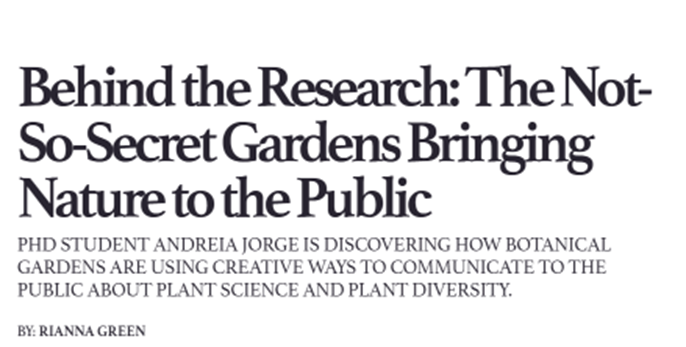 Behind the Research: The Not-
So-Secret Gardens Bringing
Nature to the Public
PHD STUDENT ANDREIA JORGE IS DISCOVERING HOW BOTANICAL
GARDENS ARE USING CREATIVE WAYS TO COMMUNICATE TO THE
PUBLIC ABOUT PLANT SCIENCE AND PLANT DIVERSITY.
BY: RIANNA GREEN